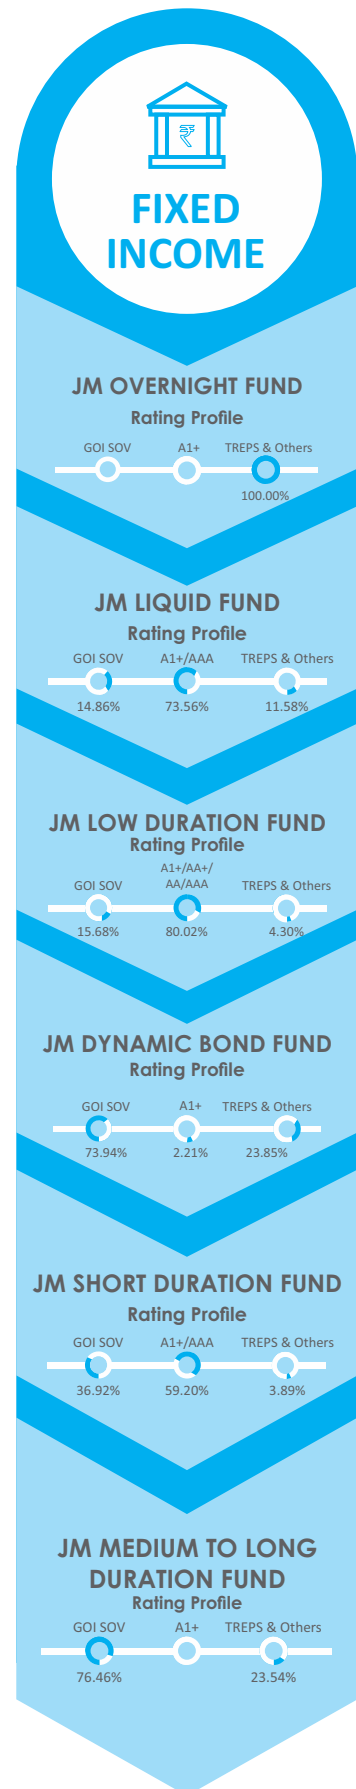 ₹
FIXED
INCOME
JM OVERNIGHT FUND
Rating Profile
GOI SOV A1+ TREPS & Others
100.00%
JM LIQUID FUND
Rating Profile
GOI SOV A1+/AAA TREPS & Others
14.86% 73.56% 11.58%
JM LOW DURATION FUND
Rating Profile
A1+/AA+/
GOI SOV AA/AAA TREPS & Others
15.68% 80.02% 4.30%
JM DYNAMIC BOND FUND
Rating Profile
GOI SOV A1+ TREPS & Others
73.94% 2.21% 23.85%
JM SHORT DURATION FUND
Rating Profile
GOI SOV A1+/AAA TREPS & Others
36.92% 59.20% 3.89%
JM MEDIUM TO LONG
DURATION FUND
Rating Profile
GOI SOV A1+ TREPS & Others
76.46% 23.54%